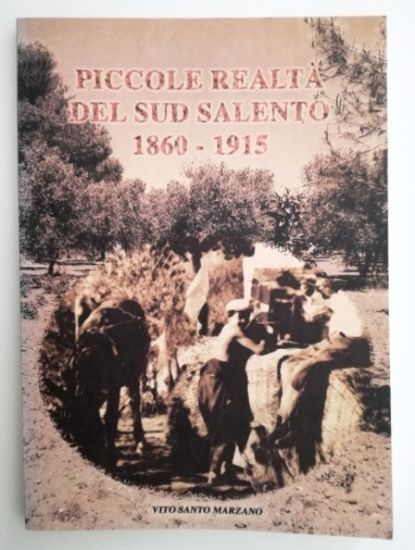 PICCOLE REALTÀ
DEL SUD SALENTO
1860 - 1915
VITO SANTO MARZANO